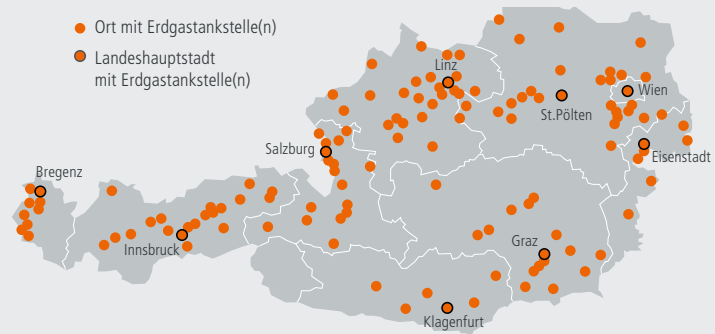 Ort mit Erdgastankstelle(n)
Landeshauptstadt
mit Erdgastankstelle(n)
Linz
Wien
St.Pölten
Salzburg
Eisenstadt
Bregenz
Innsbruck
Graz
Klagenfurt